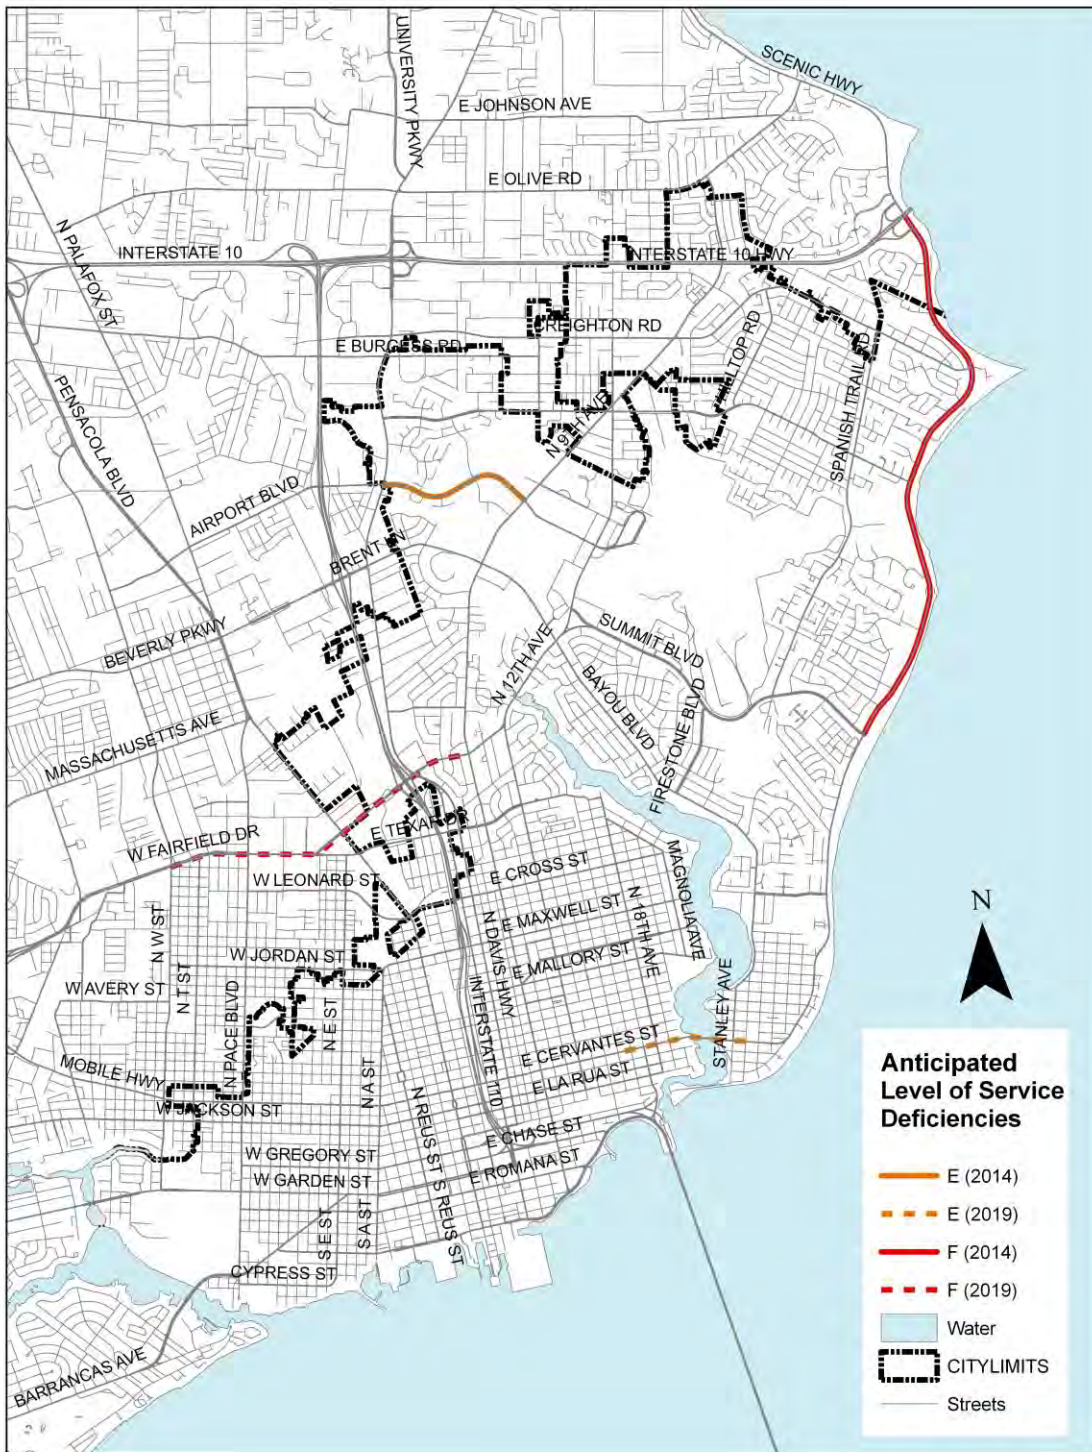 SCENIC HWY
UNIVERSITY PKWY
E JOHNSON AVE
E OLIVE RD
N PALAFOX ST
INTERSTATE 10
INTERSTATE 10 HWY
CREIGHTON RD
E BURGESS RD
HILLTOP RD
SPANISH TRAIL RD
PENSACOLA BLVD
N 9TH AVE
AIRPORT BLVD
BRENT LN
BEVERLY PKWY
SUMMIT BLVD
N 12TH AVE
BAYOU BLVD
FIRESTONE BLVD
MASSACHUSETTS AVE
E TEXAR D
W FAIRFIELD DR
W LEONARD ST
E CROSS ST
MAGNOLIA AVE
N W ST
E MAXWELL ST
N 18TH AVE
N DAVIS HWY
W JORDAN ST
E MALLORY ST
N T ST
W AVERY ST
N PACE BLVD
N E ST
INTERSTATE 110
STANLEY AVE
E CERVANTES ST
MOBILE HWY
N A ST
E LA RUA ST
W JACKSON ST
N REUS ST
E CHASE ST
W GREGORY ST
E ROMANA ST
W GARDEN ST
S REUS ST
S E ST
S A ST
CYPRESS ST
BARRANCAS AVE
N
Anticipated
Level of Service
Deficiencies
E (2014)
E (2019)
F (2014)
F (2019)
Water
CITYLIMITS
Streets